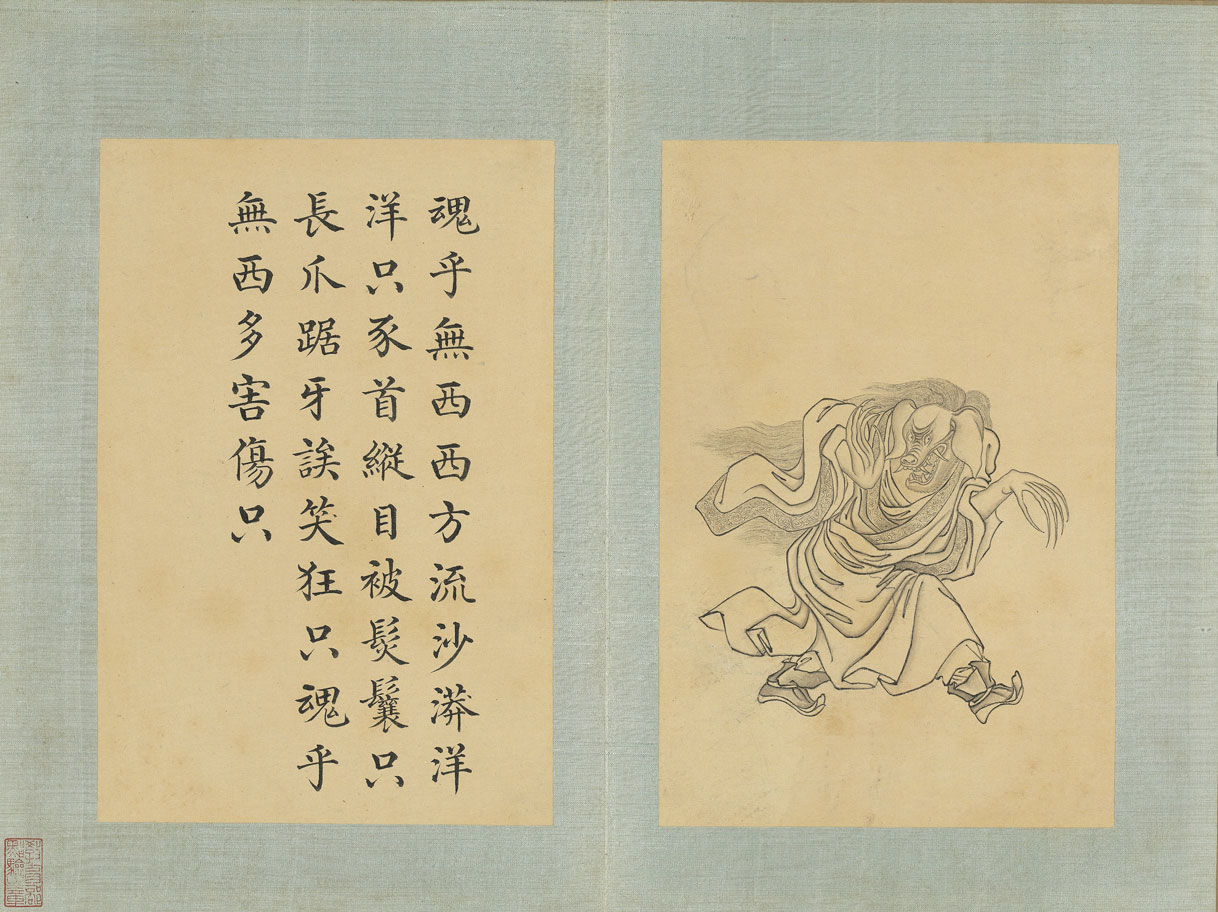 魂乎無西西方流沙漭洋
洋只豕首縱目被髮鬤只
長爪踞牙誒笑狂只魂乎
無西多害傷只